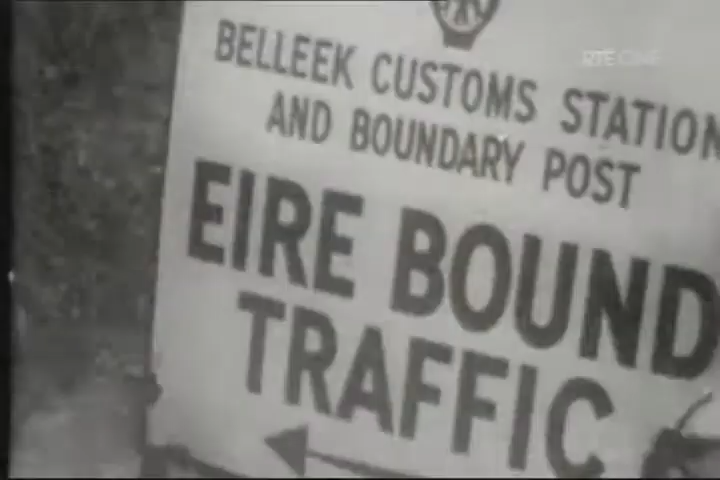 RTÉ ONE
BELLEEK CUSTOMS STATION
AND BOUNDARY POST
EIRE BOUND
TRAFFIC